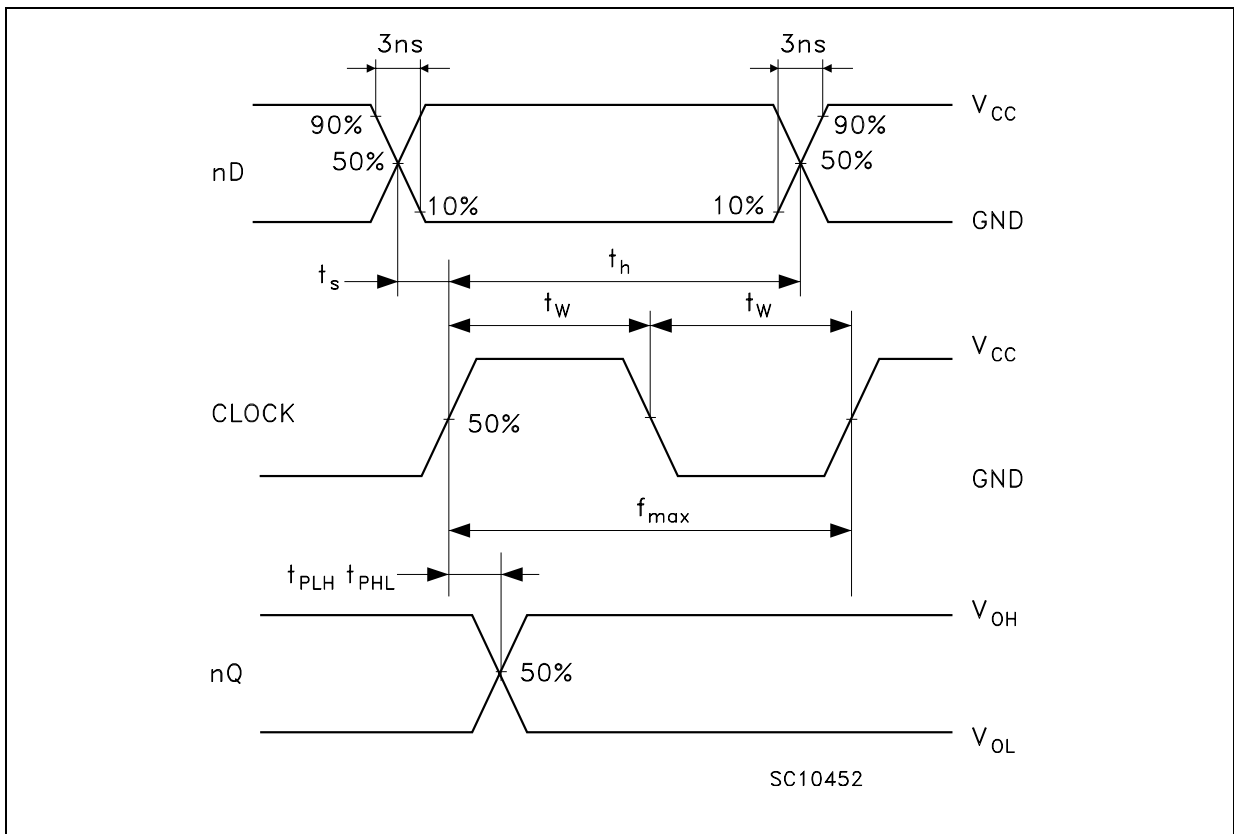 3ns 3ns
V_CC
90% 90%
50% 50%
nD
10% 10%
GND
t_s t_h
t_W t_W
V_CC
CLOCK
50%
GND
f_max
t_PLH t_PHL
V_OH
nQ
50%
V_OL
SC10452